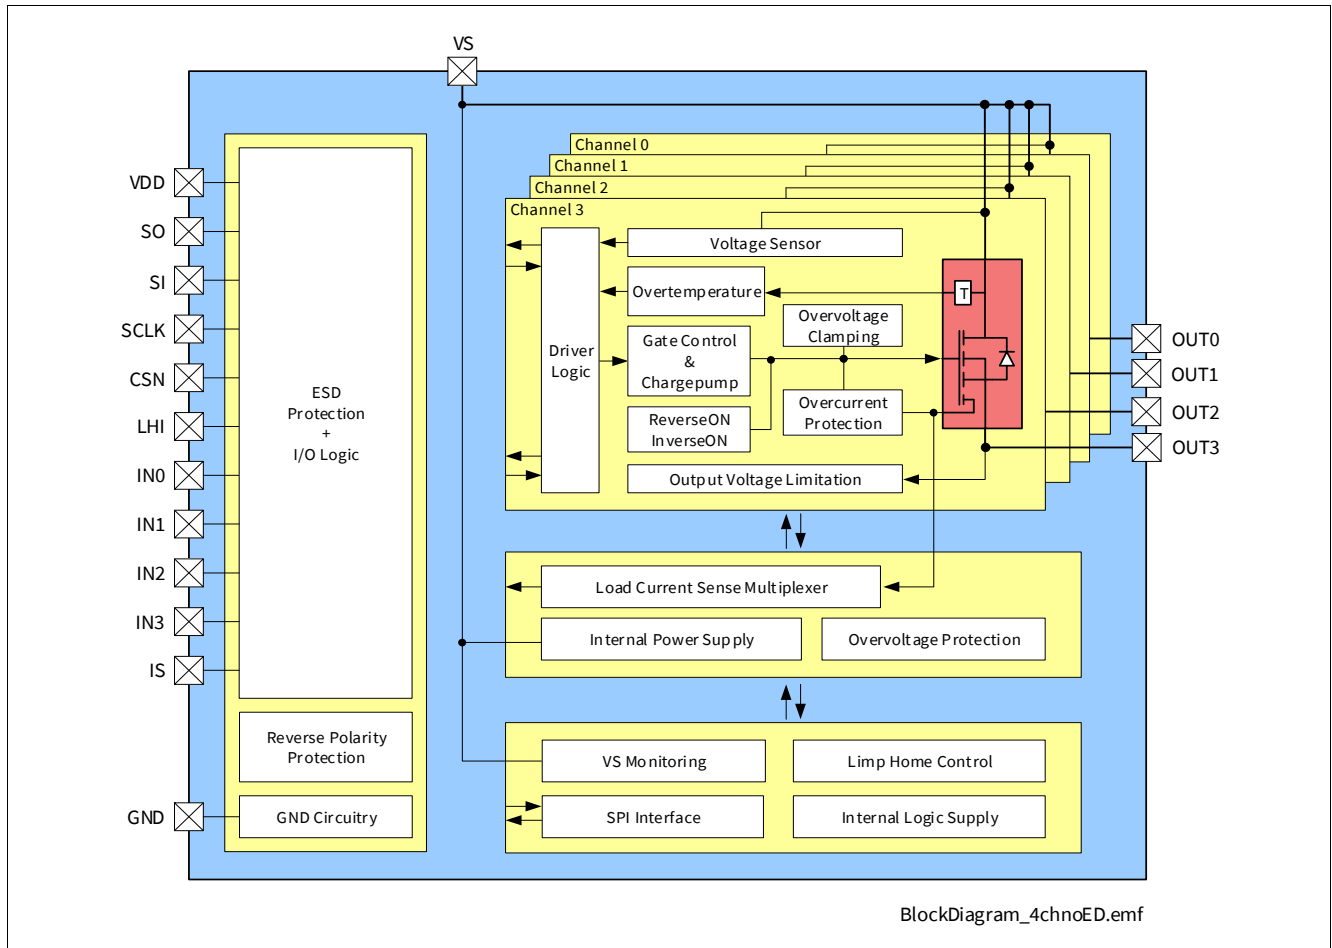 VS
VDD
SO
SI
SCLK
CSN
LHI
IN0
IN1
IN2
IN3
IS
GND
ESD
Protection
+
I/O Logic
Reverse Polarity
Protection
GND Circuitry
Channel 0
Channel 1
Channel 2
Channel 3
Driver
Logic
Voltage Sensor
Overtemperature
T
Overvoltage
Clamping
Gate Control
&
Chargepump
ReverseON
InverseON
Overcurrent
Protection
Output Voltage Limitation
OUT0
OUT1
OUT2
OUT3
Load Current Sense Multiplexer
Internal Power Supply
Overvoltage Protection
VS Monitoring
Limp Home Control
SPI Interface
Internal Logic Supply
BlockDiagram_4chnoED.emf